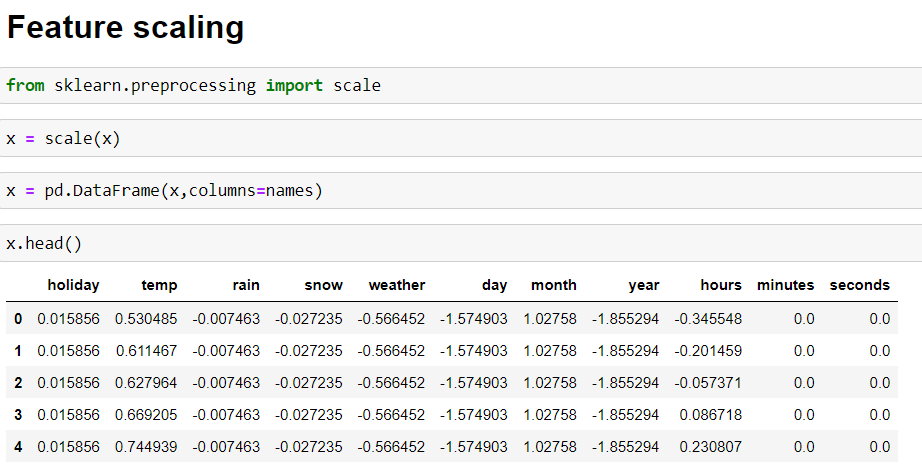 Feature scaling
from sklearn.preprocessing import scale
x = scale(x)
x = pd.DataFrame(x,columns=names)
x.head()
holiday temp rain snow weather day month year hours minutes seconds
0 0.015856 0.530485 -0.007463 -0.027235 -0.566452 -1.574903 1.02758 -1.855294 -0.345548 0.0 0.0
1 0.015856 0.611467 -0.007463 -0.027235 -0.566452 -1.574903 1.02758 -1.855294 -0.201459 0.0 0.0
2 0.015856 0.627964 -0.007463 -0.027235 -0.566452 -1.574903 1.02758 -1.855294 -0.057371 0.0 0.0
3 0.015856 0.669205 -0.007463 -0.027235 -0.566452 -1.574903 1.02758 -1.855294 0.086718 0.0 0.0
4 0.015856 0.744939 -0.007463 -0.027235 -0.566452 -1.574903 1.02758 -1.855294 0.230807 0.0 0.0